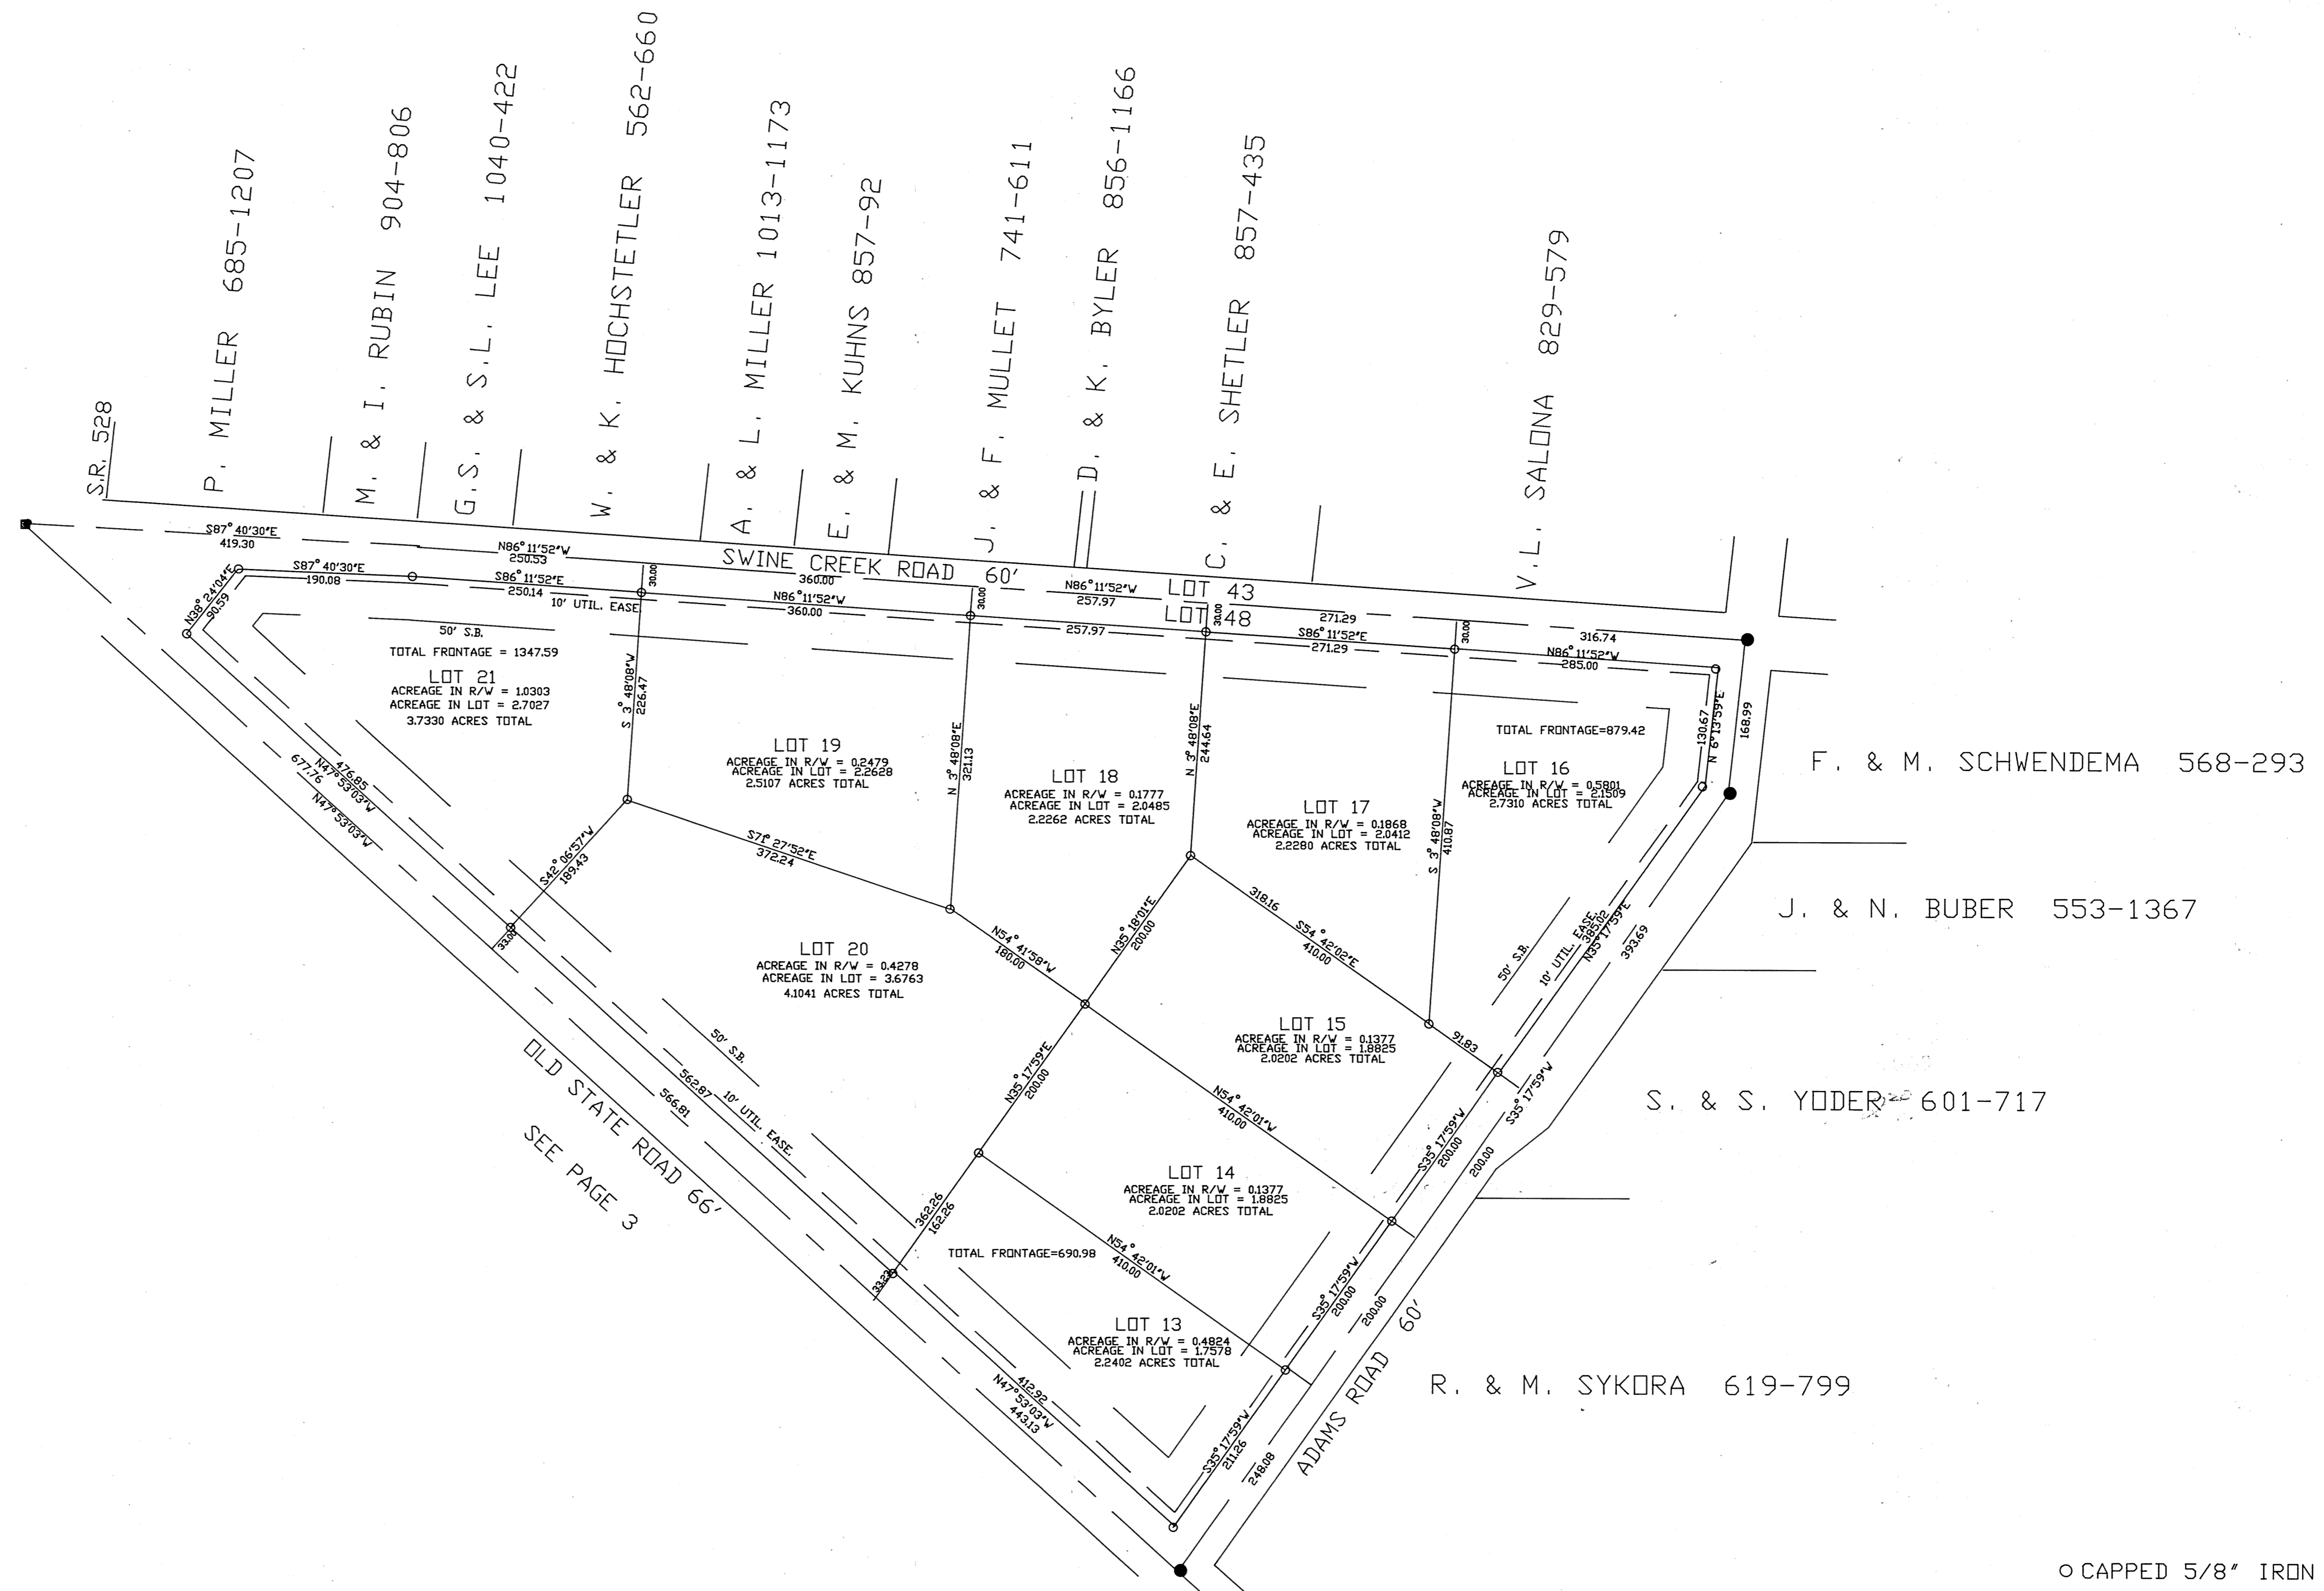 S.R. 528
P. MILLER 685-1207
M. & I. RUBIN 904-806
G.S. & S.L. LEE 1040-422
W. & K. HOCHSTETLER 562-660
A. & L. MILLER 1013-1173
E. & M. KUHNS 857-92
J. & F. MULLET 741-611
D. & K. BYLER 856-1166
C. & E. SHETLER 857-435
V.L. SALONA 829-579
S87°40'30"E
419.30
N86°11'52"W
250.53
SWINE CREEK ROAD 60'
360.00
N86°11'52"W
257.97
LOT 43
LOT 48
271.29
316.74
N38°24'04"E
90.59
S87°40'30"E
190.08
S86°11'52"E
250.14
10' UTIL. EASE.
30.00
N86°11'52"W
360.00
30.00
257.97
30.00
S86°11'52"E
271.29
30.00
N86°11'52"W
285.00
50' S.B.
TOTAL FRONTAGE = 1347.59
LOT 21
ACREAGE IN R/W = 1.0303
ACREAGE IN LOT = 2.7027
3.7330 ACRES TOTAL
S 3°48'08"W
226.47
LOT 19
ACREAGE IN R/W = 0.2479
ACREAGE IN LOT = 2.2628
2.5107 ACRES TOTAL
N 3°48'08"E
321.13
LOT 18
ACREAGE IN R/W = 0.1777
ACREAGE IN LOT = 2.0485
2.2262 ACRES TOTAL
N 3°48'08"E
244.64
LOT 17
ACREAGE IN R/W = 0.1868
ACREAGE IN LOT = 2.0412
2.2280 ACRES TOTAL
S 3°48'08"W
410.87
TOTAL FRONTAGE=879.42
LOT 16
ACREAGE IN R/W = 0.5801
ACREAGE IN LOT = 2.1509
2.7310 ACRES TOTAL
130.67
N 6°13'59"E
168.99
F. & M. SCHWENDEMA 568-293
J. & N. BUBER 553-1367
S. & S. YODER 601-717
R. & M. SYKORA 619-799
476.85
N47°53'03"W
677.76
N47°53'03"W
S42°06'57"W
189.43
33.00
S71°27'52"E
372.24
LOT 20
ACREAGE IN R/W = 0.4278
ACREAGE IN LOT = 3.6763
4.1041 ACRES TOTAL
N54°41'58"W
180.00
N35°18'01"E
200.00
318.16
S54°42'02"E
410.00
91.83
50' S.B.
10' UTIL. EASE.
385.02
N35°17'59"E
393.69
LOT 15
ACREAGE IN R/W = 0.1377
ACREAGE IN LOT = 1.8825
2.0202 ACRES TOTAL
N35°17'59"E
200.00
N54°42'01"W
410.00
S35°17'59"W
200.00
S35°17'59"W
200.00
50' S.B.
562.87
10' UTIL. EASE.
566.81
OLD STATE ROAD 66'
SEE PAGE 3
LOT 14
ACREAGE IN R/W = 0.1377
ACREAGE IN LOT = 1.8825
2.0202 ACRES TOTAL
362.26
162.26
33.23
TOTAL FRONTAGE=690.98
N54°42'01"W
410.00
S35°17'59"W
200.00
200.00
LOT 13
ACREAGE IN R/W = 0.4824
ACREAGE IN LOT = 1.7578
2.2402 ACRES TOTAL
412.92
N47°53'03"W
443.13
S35°17'59"W
211.26
248.08
ADAMS ROAD 60'
CAPPED 5/8" IRON